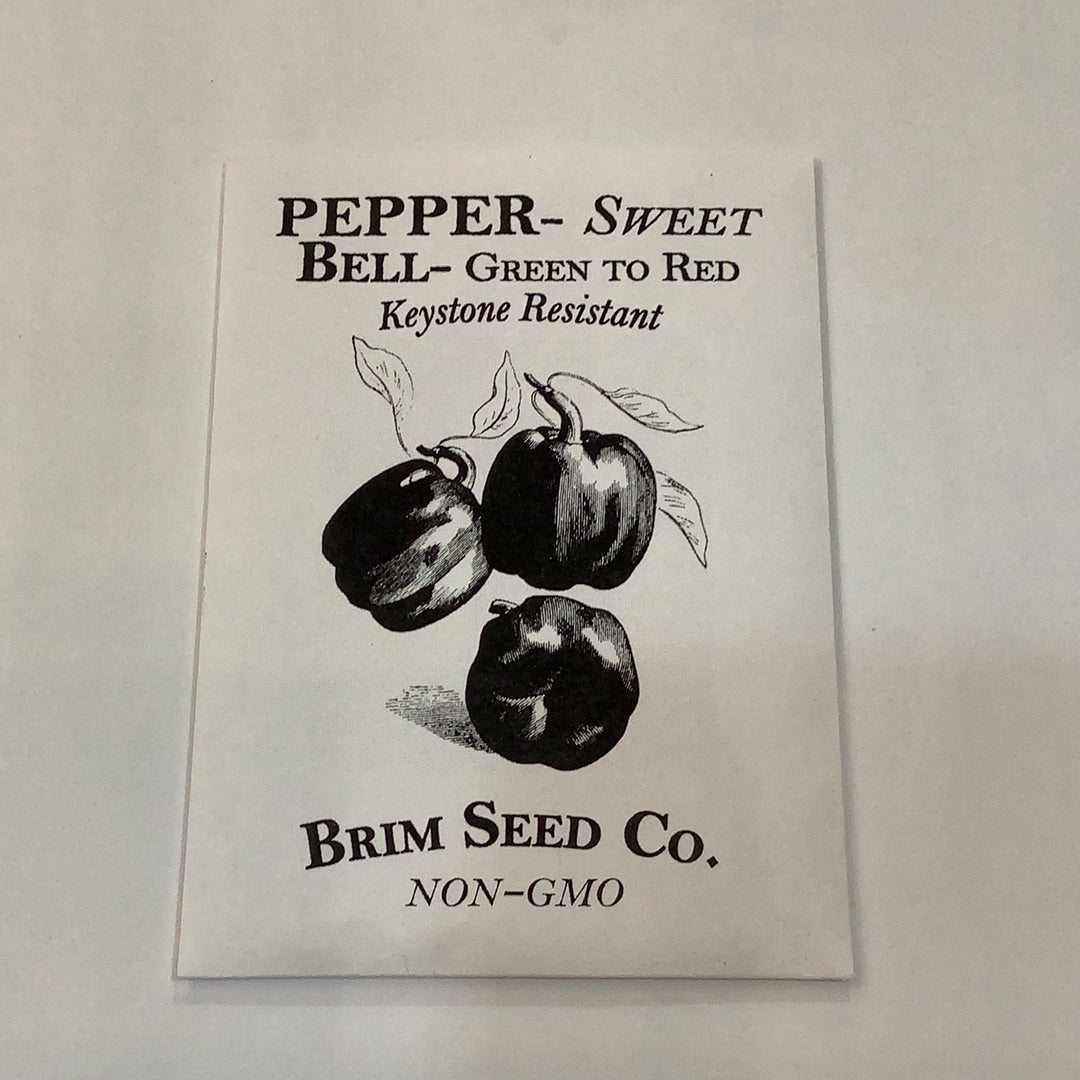 PEPPER- SWEET
BELL- GREEN TO RED
Keystone Resistant
BRIM SEED CO.
NON-GMO